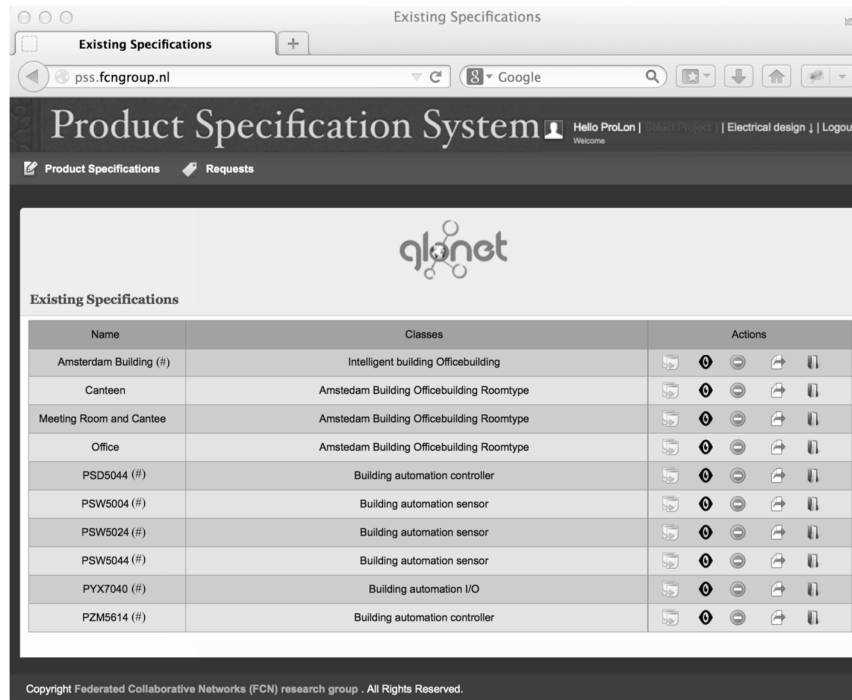 Existing Specifications
Existing Specifications +
pss.fcngroup.nl Google
Product Specification System Hello ProLon | Select Project | | Electrical design ↓ | Logou
Welcome
Product Specifications Requests
glonet
Existing Specifications
Name Classes Actions
Amsterdam Building (#) Intelligent building Officebuilding
Canteen Amstedam Building Officebuilding Roomtype
Meeting Room and Cantee Amstedam Building Officebuilding Roomtype
Office Amstedam Building Officebuilding Roomtype
PSD5044 (#) Building automation controller
PSW5004 (#) Building automation sensor
PSW5024 (#) Building automation sensor
PSW5044 (#) Building automation sensor
PYX7040 (#) Building automation I/O
PZM5614 (#) Building automation controller
Copyright Federated Collaborative Networks (FCN) research group . All Rights Reserved.